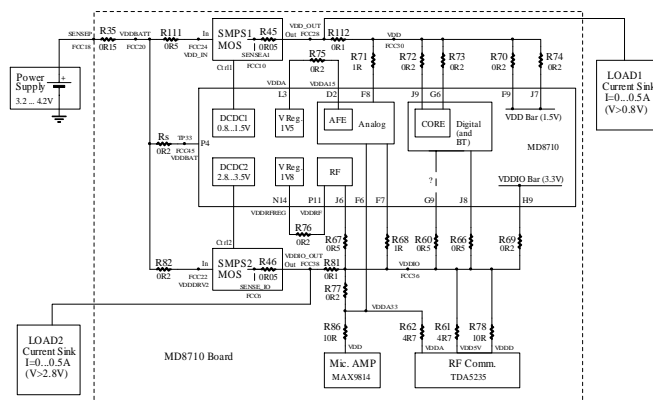 SENSEP
R35
VDDBATT
R111
In
SMPS1
MOS
R45
0R05
VDD_OUT
Out
R112
VDD
FCC18
0R15
FCC20
0R5
FCC24
VDD_IN
SENSEA1
FCC10
FCC28
0R1
FCC30
R75
0R2
R71
1R
R72
0R2
R73
0R2
R70
0R2
R74
0R2
LOAD1
Current Sink
I=0...0.5A
(V>0.8V)
Power
Supply
3.2 ... 4.2V
+
Ctrl1
VDDA
VDDA15
L3
D2
F8
J9
G6
F9
J7
DCDC1
0.8...1.5V
V Reg.
1V5
AFE
Analog
CORE
Digital
(and
BT)
VDD Bar (1.5V)
MD8710
Rs
0R2
TP33
FCC45
VDDBAT
P4
DCDC2
2.8...3.5V
V Reg.
1V8
RF
?
VDDIO Bar (3.3V)
N14
P11
J6
F6
F7
G9
J8
H9
VDDRFREG
VDDRF
R76
0R2
R67
0R5
R68
1R
R60
0R5
R66
0R5
R69
0R2
Ctrl2
R82
0R2
In
FCC22
VDDDRV2
SMPS2
MOS
R46
0R05
SENSE_IO
FCC6
VDDIO_OUT
Out
FCC38
R81
0R1
VDDIO
FCC36
R77
0R2
VDDA33
R86
10R
R62
4R7
R61
4R7
R78
10R
VDD
VDDA
VDD5V
VDDD
LOAD2
Current Sink
I=0...0.5A
(V>2.8V)
MD8710 Board
Mic. AMP
MAX9814
RF Comm.
TDA5235